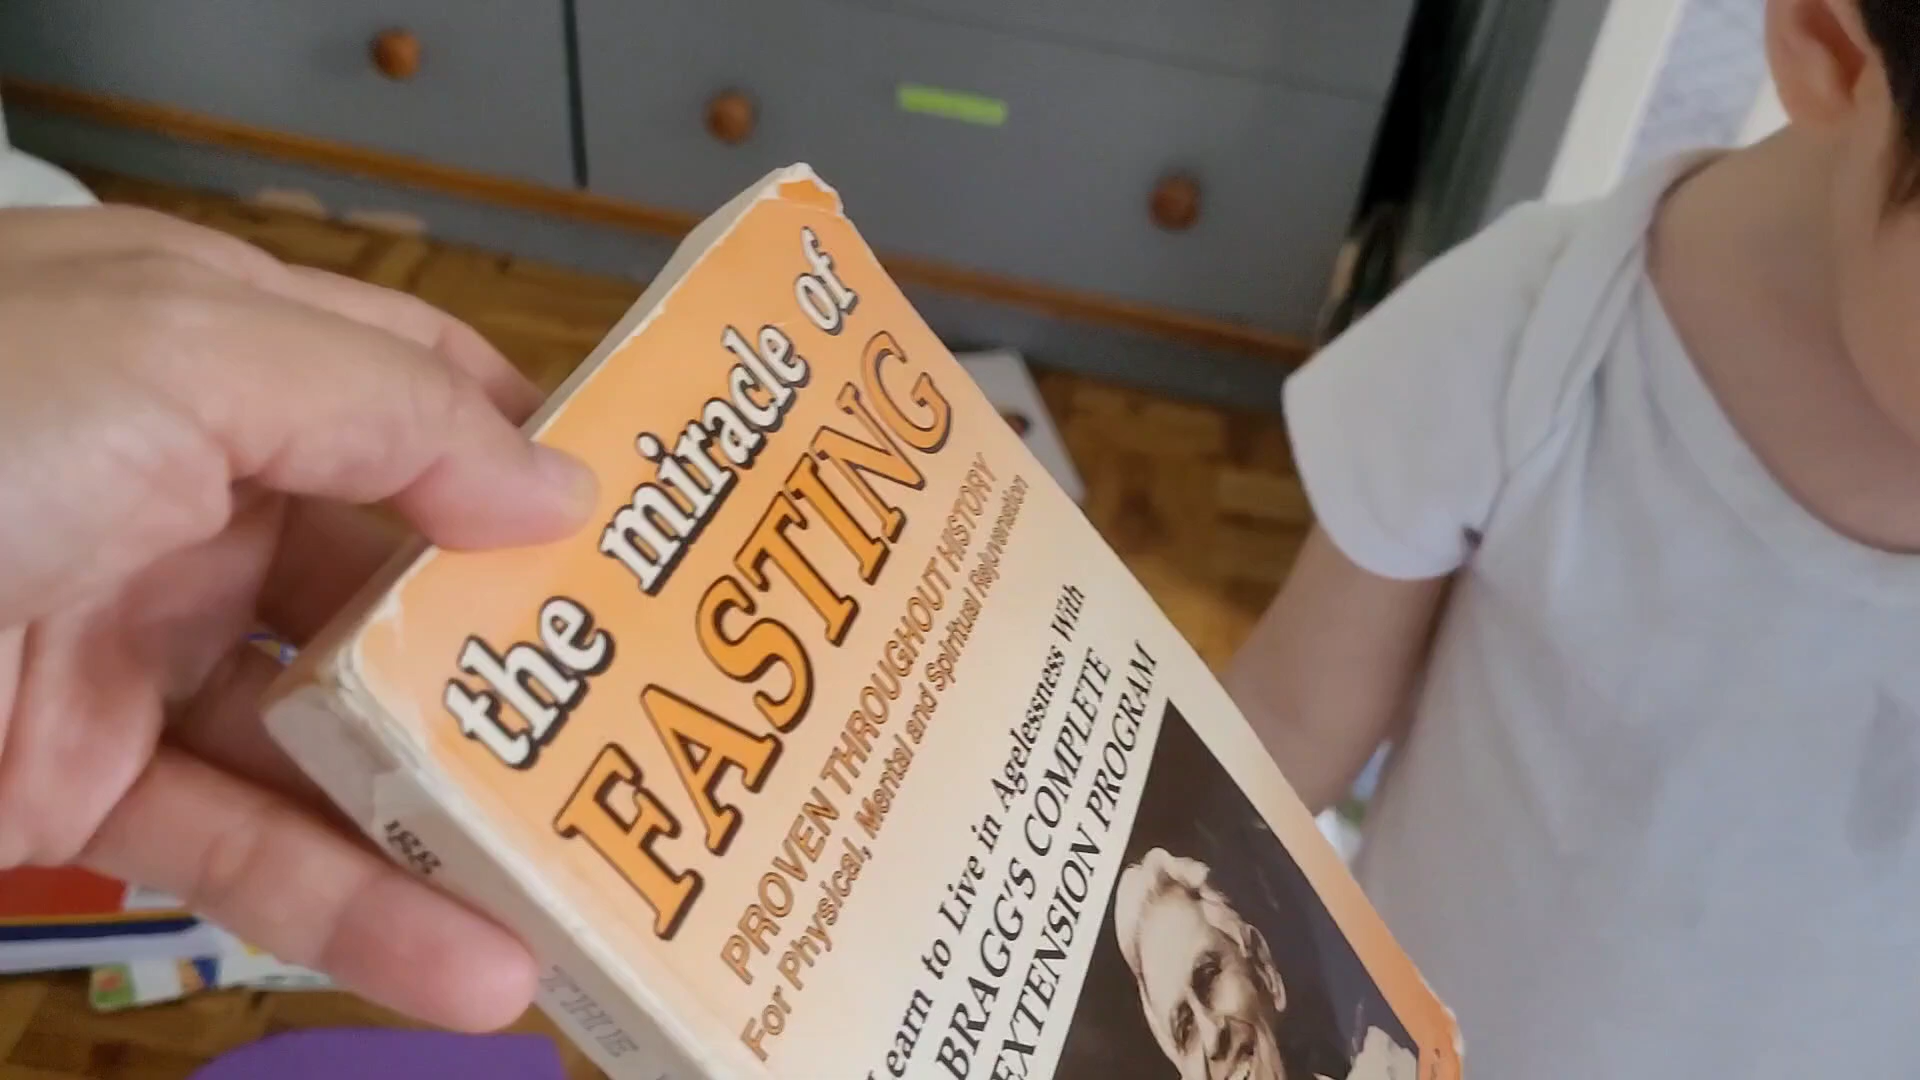 the miracle of
FASTING
PROVEN THROUGHOUT HISTORY
For Physical, Mental and Spiritual Rejuvenation
Learn to Live in Agelessness With
BRAGG'S COMPLETE
EXTENSION PROGRAM
THE